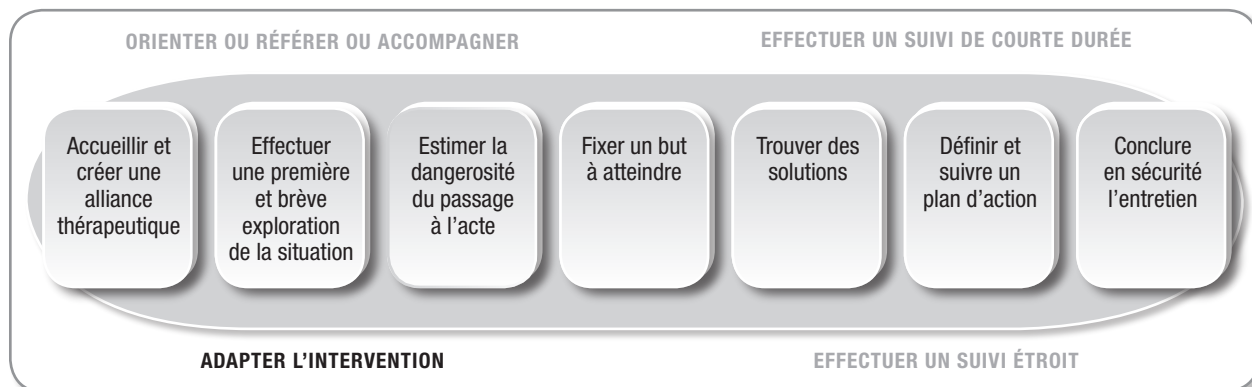 ORIENTER OU RÉFÉRER OU ACCOMPAGNER
EFFECTUER UN SUIVI DE COURTE DURÉE
Accueillir et
créer une
alliance
thérapeutique
Effectuer
une première
et brève
exploration
de la situation
Estimer la
dangerosité
du passage
à l’acte
Fixer un but
à atteindre
Trouver des
solutions
Définir et
suivre un
plan d’action
Conclure
en sécurité
l’entretien
ADAPTER L’INTERVENTION
EFFECTUER UN SUIVI ÉTROIT